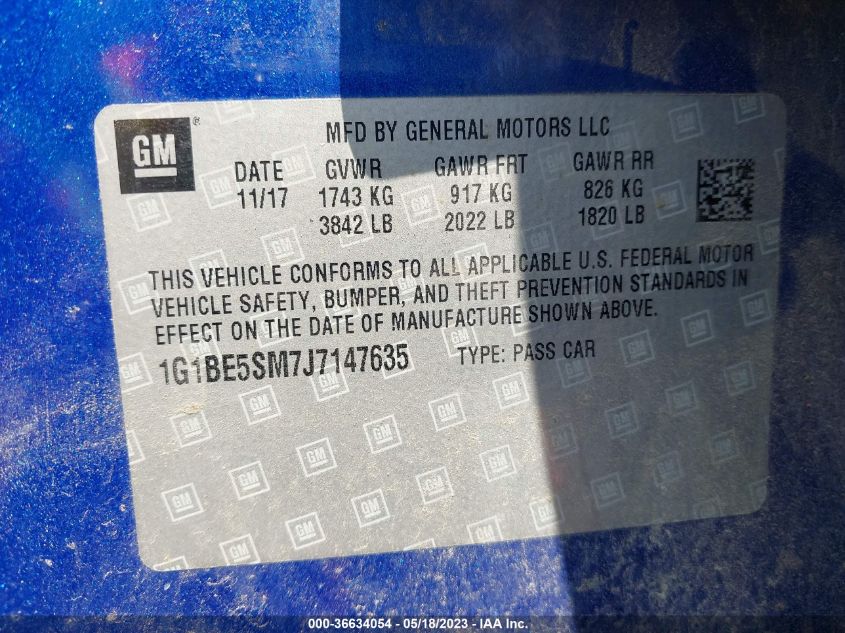 GM ®
MFD BY GENERAL MOTORS LLC
DATE GVWR GAWR FRT GAWR RR
11/17 1743 KG 917 KG 826 KG
3842 LB 2022 LB 1820 LB
THIS VEHICLE CONFORMS TO ALL APPLICABLE U.S. FEDERAL MOTOR
VEHICLE SAFETY, BUMPER, AND THEFT PREVENTION STANDARDS IN
EFFECT ON THE DATE OF MANUFACTURE SHOWN ABOVE.
1G1BE5SM7J7147635 TYPE: PASS CAR
000-36634054 - 05/18/2023 - IAA Inc.